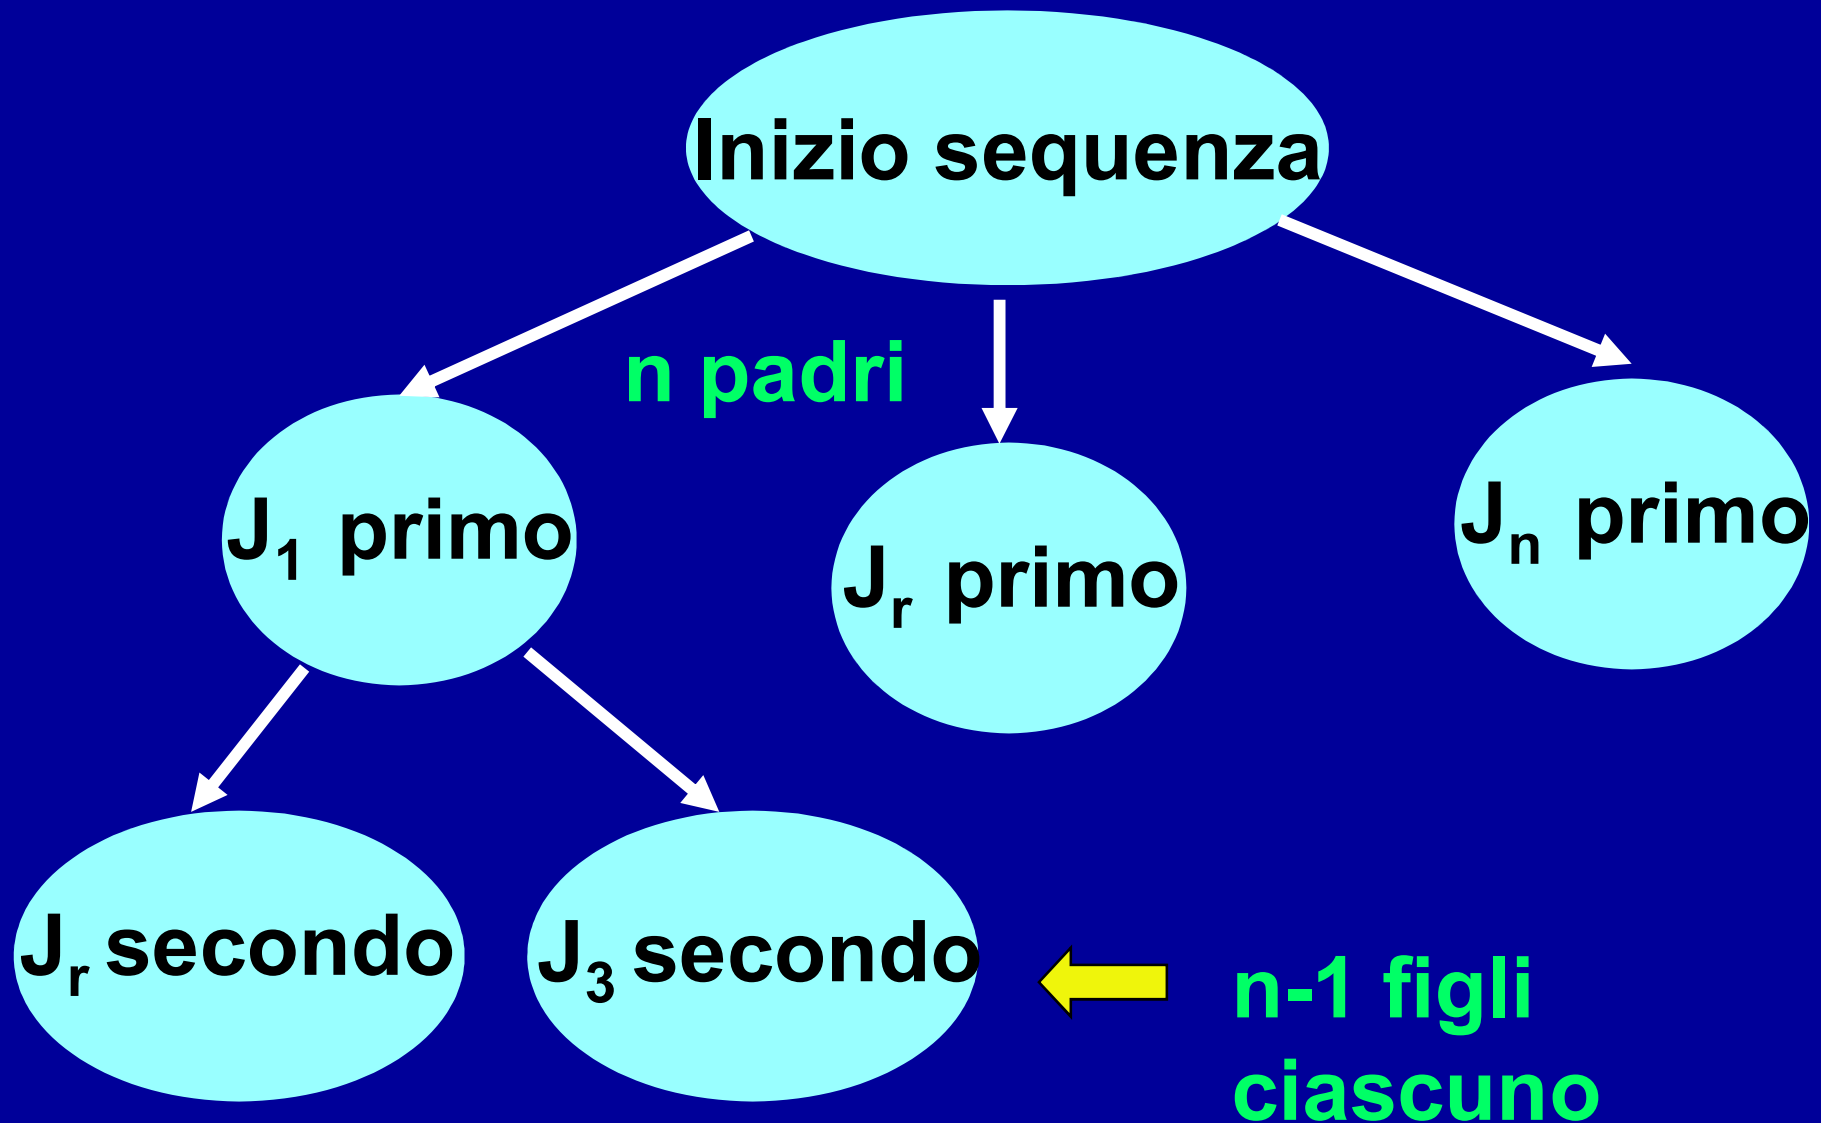 Inizio sequenza
n padri
J₁ primo
Jᵣ primo
Jₙ primo
Jᵣ secondo
J₃ secondo
n-1 figli
ciascuno